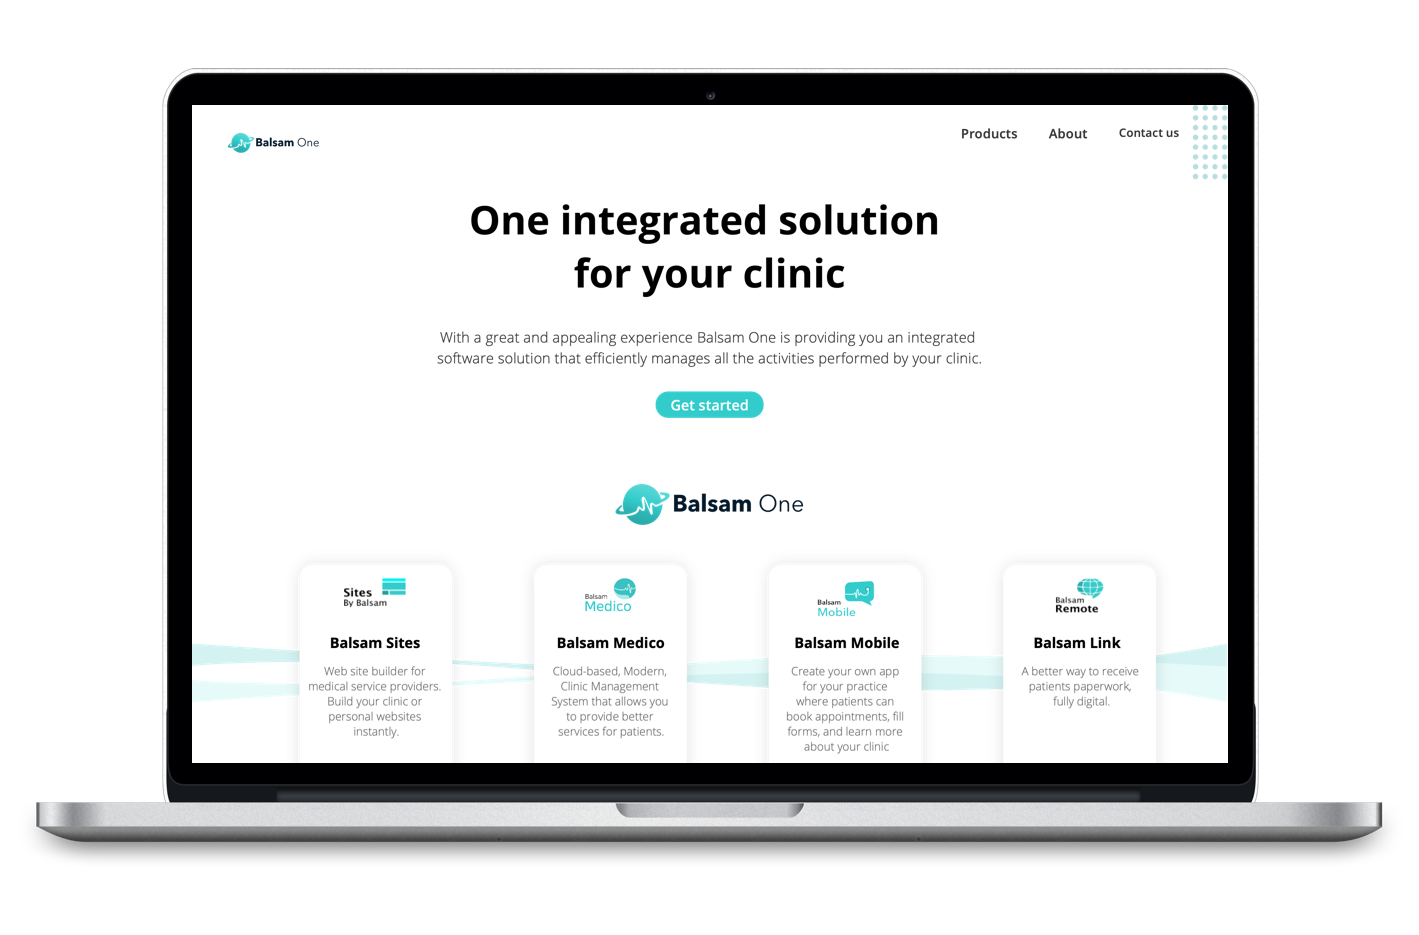 Balsam One
Products
About
Contact us
One integrated solution
for your clinic
With a great and appealing experience Balsam One is providing you an integrated
software solution that efficiently manages all the activities performed by your clinic.
Get started
Balsam One
Sites
By Balsam
Balsam Sites
Web site builder for
medical service providers.
Build your clinic or
personal websites
instantly.
Balsam
Medico
Balsam Medico
Cloud-based, Modern,
Clinic Management
System that allows you
to provide better
services for patients.
Balsam
Mobile
Balsam Mobile
Create your own app
for your practice
where patients can
book appointments, fill
forms, and learn more
about your clinic
Balsam
Remote
Balsam Link
A better way to receive
patients paperwork,
fully digital.